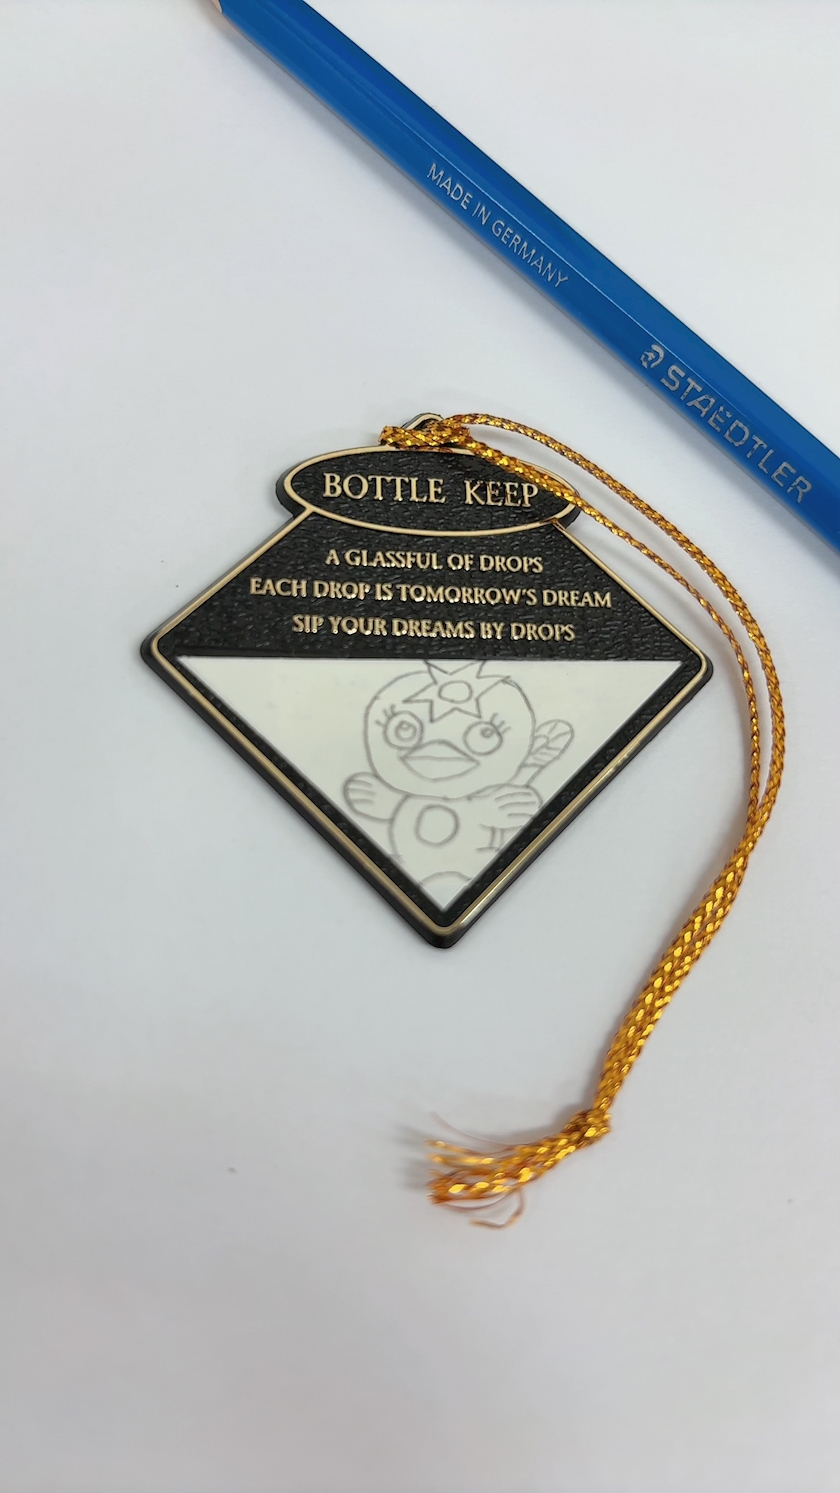 MADE IN GERMANY
STAEDTLER
BOTTLE KEEP
A GLASSFUL OF DROPS
EACH DROP IS TOMORROW'S DREAM
SIP YOUR DREAMS BY DROPS